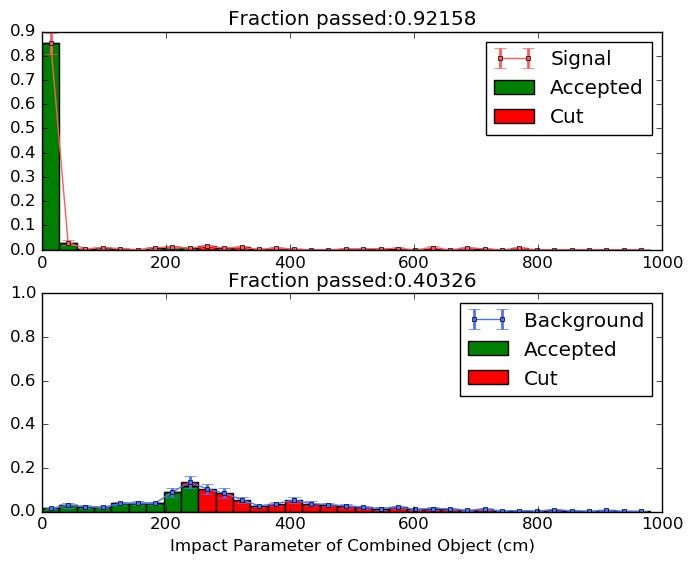 Fraction passed:0.92158
0.9
0.8
0.7
0.6
0.5
0.4
0.3
0.2
0.1
0.0
Signal
Accepted
Cut
0 200 400 600 800 1000
Fraction passed:0.40326
1.0
0.8
0.6
0.4
0.2
0.0
Background
Accepted
Cut
0 200 400 600 800 1000
Impact Parameter of Combined Object (cm)